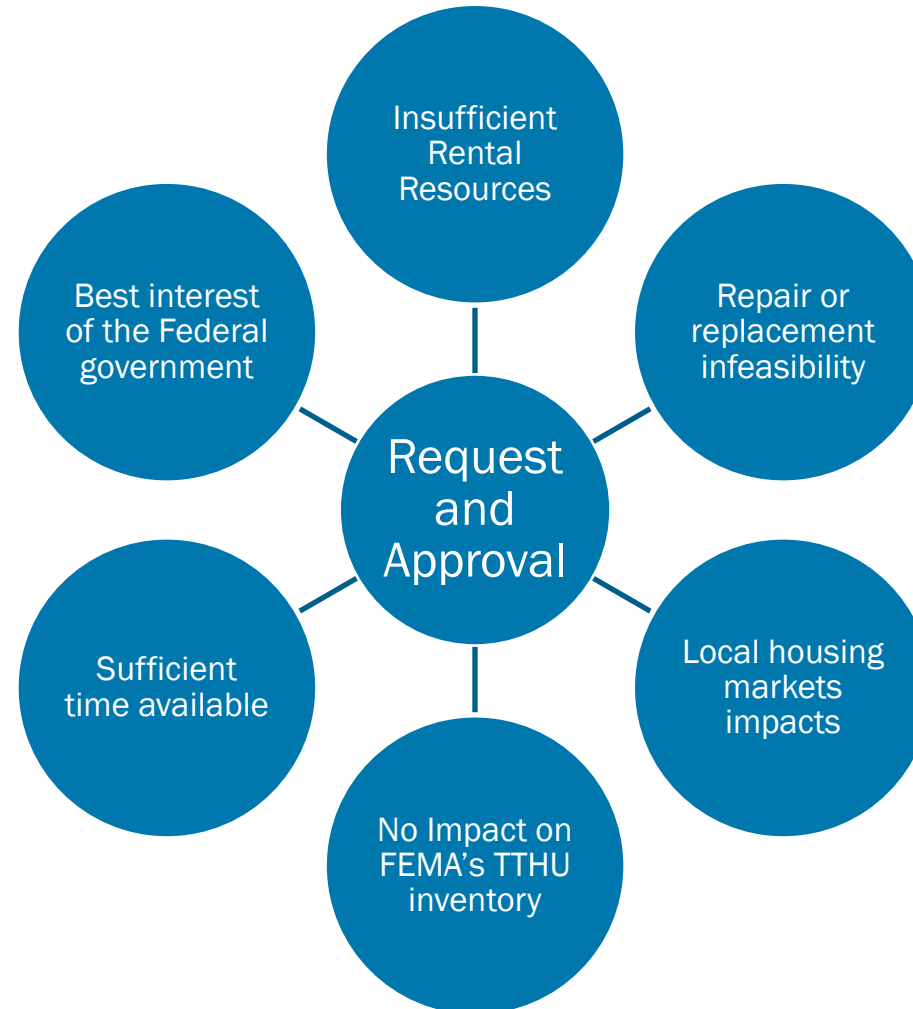 Insufficient
Rental
Resources
Best interest
of the Federal
government
Repair or
replacement
infeasibility
Request
and
Approval
Sufficient
time available
Local housing
markets
impacts
No Impact on
FEMA’s TTHU
inventory